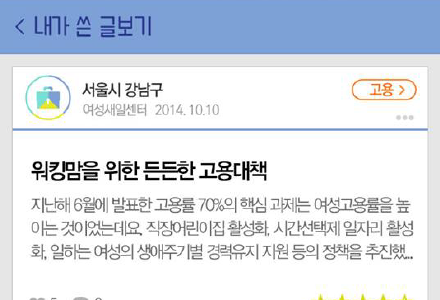 < 내가 쓴 글보기
서울시 강남구
여성새일센터 2014.10.10
고용 >
워킹맘을 위한 든든한 고용대책
지난해 6월에 발표한 고용률 70%의 핵심 과제는 여성고용률을 높
이는 것이었는데요, 직장어린이집 활성화, 시간선택제 일자리 활성
화, 일하는 여성의 생애주기별 경력유지 지원 등의 정책을 추진했...